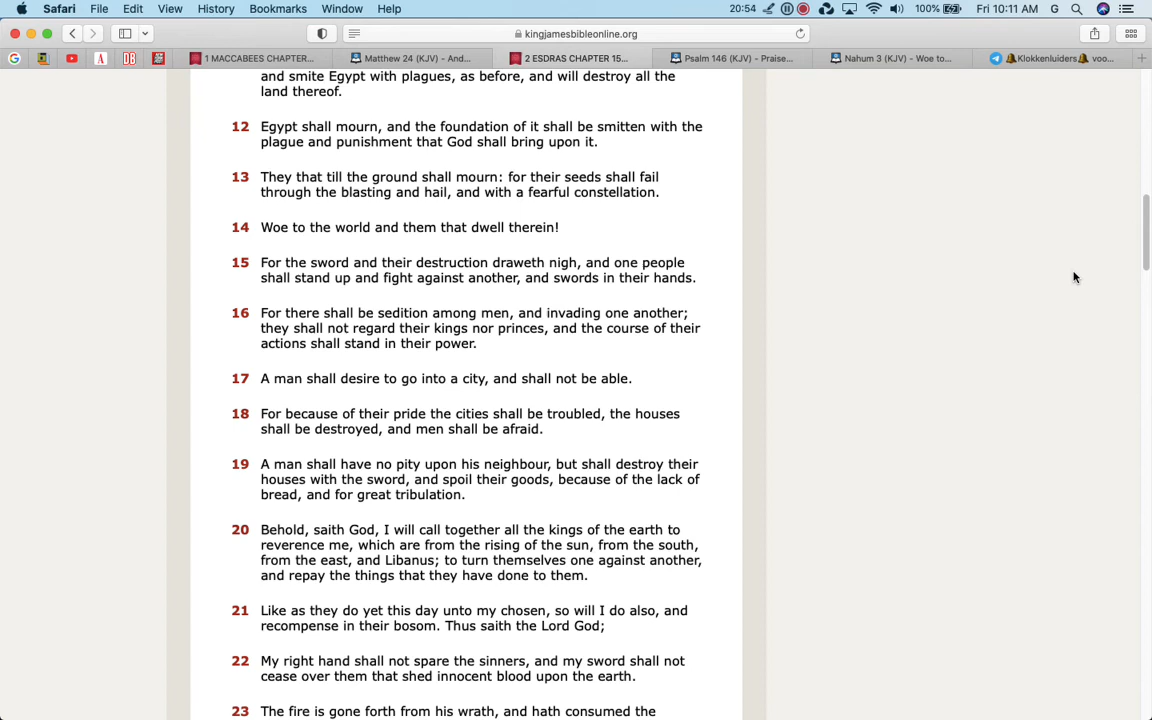 Safari File Edit View History Bookmarks Window Help 20:54 100% Fri 10:11 AM G
kingjamesbibleonline.org
1 MACCABEES CHAPTER... Matthew 24 (KJV) - And... 2 ESDRAS CHAPTER 15... Psalm 146 (KJV) - Praise... Nahum 3 (KJV) - Woe to... Klokkenluiders voo...
and smite Egypt with plagues, as before, and will destroy all the
land thereof.
12 Egypt shall mourn, and the foundation of it shall be smitten with the
plague and punishment that God shall bring upon it.
13 They that till the ground shall mourn: for their seeds shall fail
through the blasting and hail, and with a fearful constellation.
14 Woe to the world and them that dwell therein!
15 For the sword and their destruction draweth nigh, and one people
shall stand up and fight against another, and swords in their hands.
16 For there shall be sedition among men, and invading one another;
they shall not regard their kings nor princes, and the course of their
actions shall stand in their power.
17 A man shall desire to go into a city, and shall not be able.
18 For because of their pride the cities shall be troubled, the houses
shall be destroyed, and men shall be afraid.
19 A man shall have no pity upon his neighbour, but shall destroy their
houses with the sword, and spoil their goods, because of the lack of
bread, and for great tribulation.
20 Behold, saith God, I will call together all the kings of the earth to
reverence me, which are from the rising of the sun, from the south,
from the east, and Libanus; to turn themselves one against another,
and repay the things that they have done to them.
21 Like as they do yet this day unto my chosen, so will I do also, and
recompense in their bosom. Thus saith the Lord God;
22 My right hand shall not spare the sinners, and my sword shall not
cease over them that shed innocent blood upon the earth.
23 The fire is gone forth from his wrath, and hath consumed the